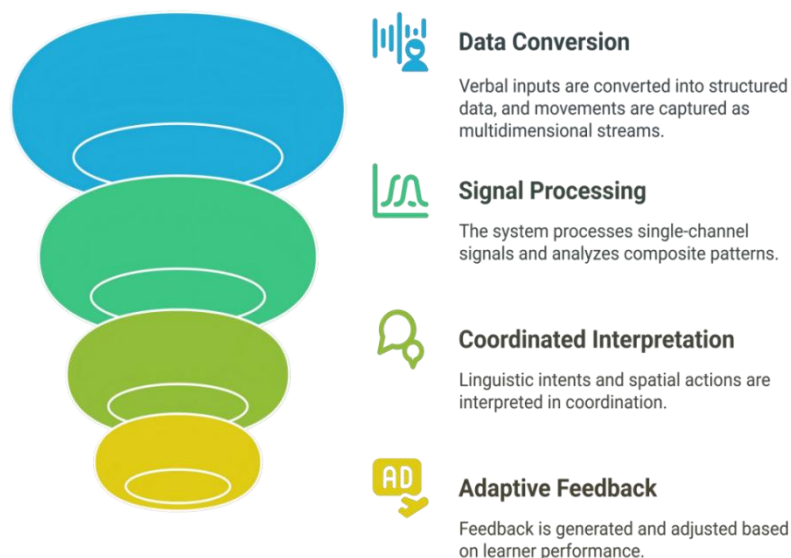 Data Conversion
Verbal inputs are converted into structured
data, and movements are captured as
multidimensional streams.
Signal Processing
The system processes single-channel
signals and analyzes composite patterns.
Coordinated Interpretation
Linguistic intents and spatial actions are
interpreted in coordination.
AD
Adaptive Feedback
Feedback is generated and adjusted based
on learner performance.